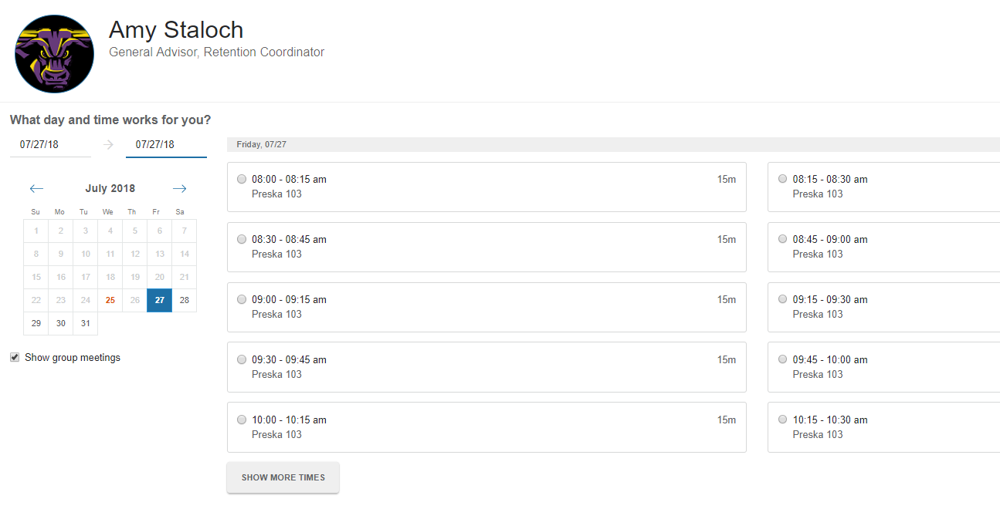 Amy Staloch
General Advisor, Retention Coordinator
What day and time works for you?
07/27/18 07/27/18
July 2018
Su Mo Tu We Th Fr Sa
1 2 3 4 5 6 7
8 9 10 11 12 13 14
15 16 17 18 19 20 21
22 23 24 25 26 27 28
29 30 31
Show group meetings
Friday, 07/27
08:00 - 08:15 am 15m
Preska 103
08:15 - 08:30 am
Preska 103
08:30 - 08:45 am 15m
Preska 103
08:45 - 09:00 am
Preska 103
09:00 - 09:15 am 15m
Preska 103
09:15 - 09:30 am
Preska 103
09:30 - 09:45 am 15m
Preska 103
09:45 - 10:00 am
Preska 103
10:00 - 10:15 am 15m
Preska 103
10:15 - 10:30 am
Preska 103
SHOW MORE TIMES